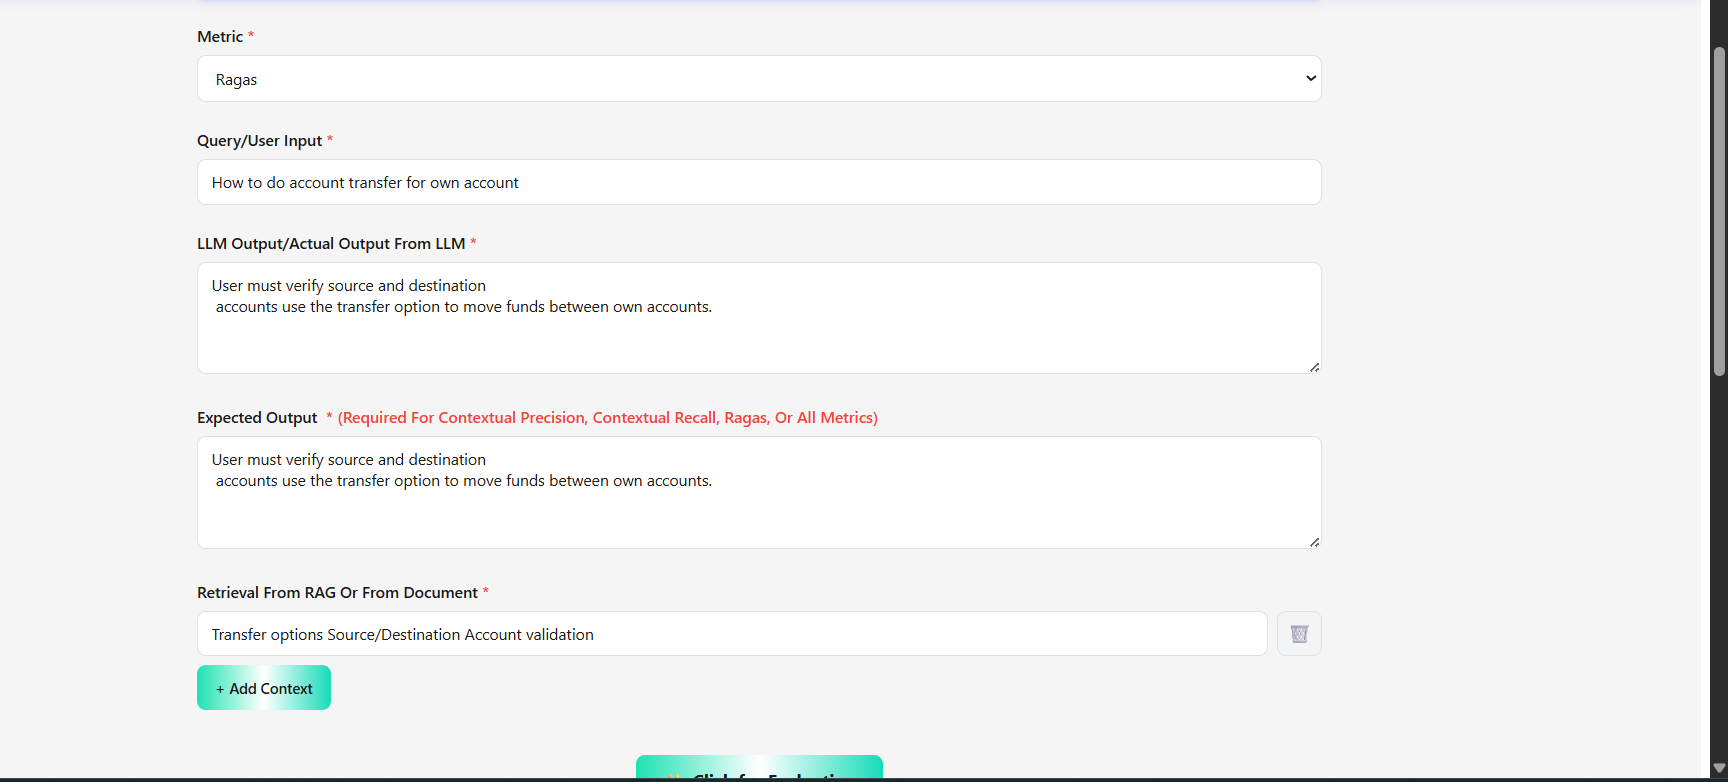 Metric *
Ragas
Query/User Input *
How to do account transfer for own account
LLM Output/Actual Output From LLM *
User must verify source and destination
accounts use the transfer option to move funds between own accounts.
Expected Output * (Required For Contextual Precision, Contextual Recall, Ragas, Or All Metrics)
User must verify source and destination
accounts use the transfer option to move funds between own accounts.
Retrieval From RAG Or From Document *
Transfer options Source/Destination Account validation
+ Add Context